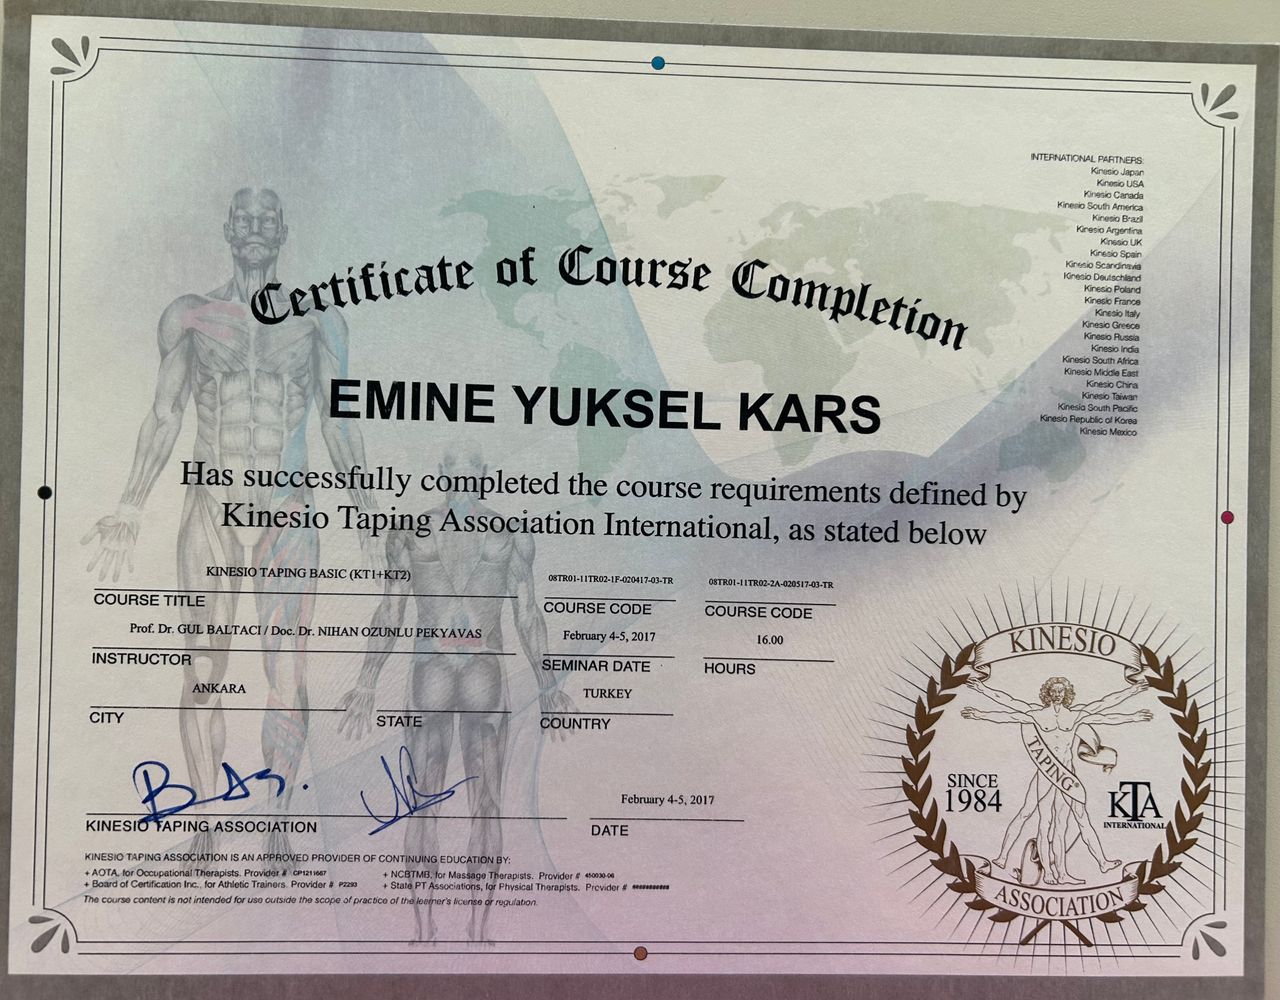 INTERNATIONAL PARTNERS:
Kinesio Japan
Kinesio USA
Kinesio Canada
Kinesio South America
Kinesio Brazil
Kinesio Argentina
Kinesio UK
Kinesio Spain
Kinesio Scandinavia
Kinesio Deutschland
Kinesio Poland
Kinesio France
Kinesio Italy
Kinesio Greece
Kinesio Russia
Kinesio India
Kinesio South Africa
Kinesio Middle East
Kinesio China
Kinesio Taiwan
Kinesio South Pacific
Kinesio Republic of Korea
Kinesio Mexico
Certificate of Course Completion
EMINE YUKSEL KARS
Has successfully completed the course requirements defined by
Kinesio Taping Association International, as stated below
KINESIO TAPING BASIC (KT1+KT2) 08TR01-11TR02-1F-020417-03-TR 08TR01-11TR02-2A-020517-03-TR
COURSE TITLE COURSE CODE COURSE CODE
Prof. Dr. GUL BALTACI / Doc. Dr. NIHAN OZUNLU PEKYAVAS February 4-5, 2017 16.00
INSTRUCTOR SEMINAR DATE HOURS
ANKARA TURKEY
CITY STATE COUNTRY
February 4-5, 2017
KINESIO TAPING ASSOCIATION DATE
KINESIO TAPING ASSOCIATION IS AN APPROVED PROVIDER OF CONTINUING EDUCATION BY:
+ AOTA, for Occupational Therapists. Provider # CP1211667 + NCBTMB, for Massage Therapists. Provider # 450030-06
+ Board of Certification Inc., for Athletic Trainers. Provider # P2293 + State PT Associations, for Physical Therapists. Provider # ##########
The course content is not intended for use outside the scope of practice of the learner's license or regulation.
KINESIO
TAPING®
SINCE
1984
KTA
INTERNATIONAL
ASSOCIATION